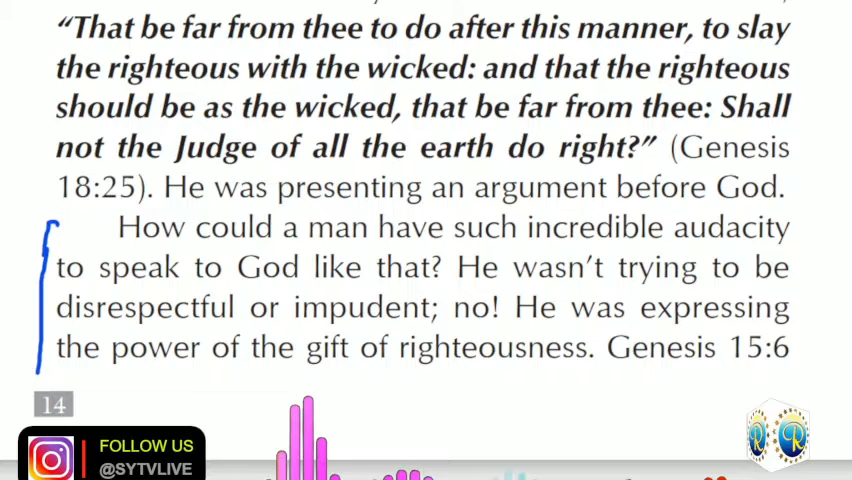 “That be far from thee to do after this manner, to slay
the righteous with the wicked: and that the righteous
should be as the wicked, that be far from thee: Shall
not the Judge of all the earth do right?” (Genesis
18:25). He was presenting an argument before God.
How could a man have such incredible audacity
to speak to God like that? He wasn’t trying to be
disrespectful or impudent; no! He was expressing
the power of the gift of righteousness. Genesis 15:6
14
FOLLOW US
@SYTVLIVE
R R